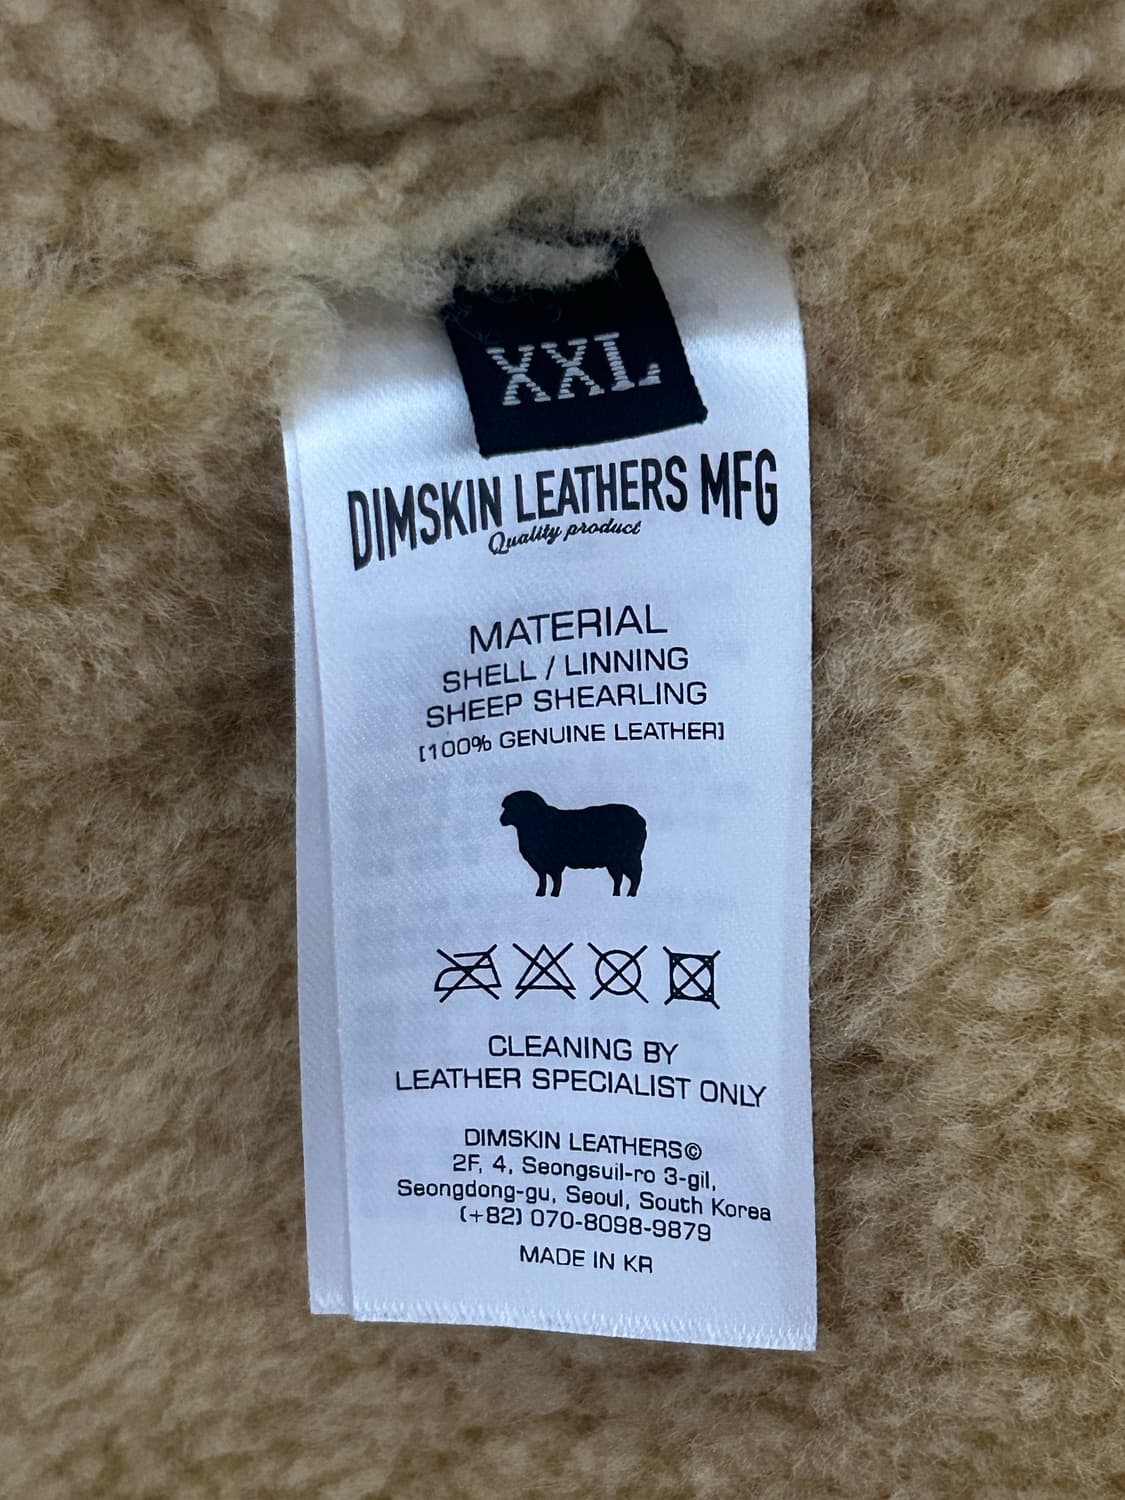 XXL
DIMSKIN LEATHERS MFG
Quality product
MATERIAL
SHELL / LINNING
SHEEP SHEARLING
[100% GENUINE LEATHER]
CLEANING BY
LEATHER SPECIALIST ONLY
DIMSKIN LEATHERS©
2F, 4, Seongsuil-ro 3-gil,
Seongdong-gu, Seoul, South Korea
(+82) 070-8098-9879
MADE IN KR